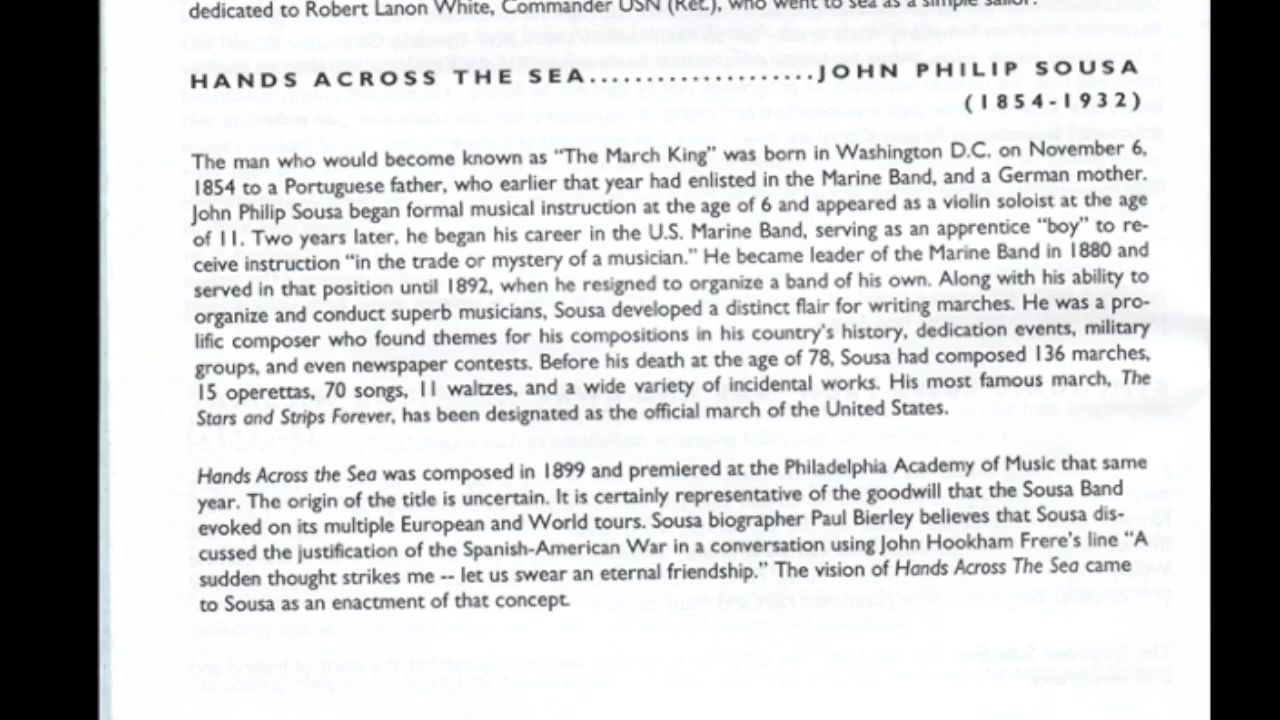 dedicated to Robert Lanon White, Commander USN (Ret.), who went to sea as a simple sailor.
HANDS ACROSS THE SEA....................JOHN PHILIP SOUSA
(1854-1932)
The man who would become known as “The March King” was born in Washington D.C. on November 6,
1854 to a Portuguese father, who earlier that year had enlisted in the Marine Band, and a German mother.
John Philip Sousa began formal musical instruction at the age of 6 and appeared as a violin soloist at the age
of 11. Two years later, he began his career in the U.S. Marine Band, serving as an apprentice “boy” to re-
ceive instruction “in the trade or mystery of a musician.” He became leader of the Marine Band in 1880 and
served in that position until 1892, when he resigned to organize a band of his own. Along with his ability to
organize and conduct superb musicians, Sousa developed a distinct flair for writing marches. He was a pro-
lific composer who found themes for his compositions in his country's history, dedication events, military
groups, and even newspaper contests. Before his death at the age of 78, Sousa had composed 136 marches,
15 operettas, 70 songs, 11 waltzes, and a wide variety of incidental works. His most famous march, The
Stars and Strips Forever, has been designated as the official march of the United States.
Hands Across the Sea was composed in 1899 and premiered at the Philadelphia Academy of Music that same
year. The origin of the title is uncertain. It is certainly representative of the goodwill that the Sousa Band
evoked on its multiple European and World tours. Sousa biographer Paul Bierley believes that Sousa dis-
cussed the justification of the Spanish-American War in a conversation using John Hookham Frere's line “A
sudden thought strikes me -- let us swear an eternal friendship.” The vision of Hands Across The Sea came
to Sousa as an enactment of that concept.